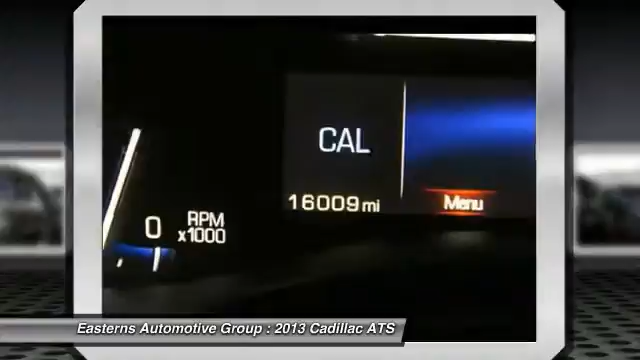 CAL
16009 mi
Menu
0
RPM
x1000
Easterns Automotive Group : 2013 Cadillac ATS